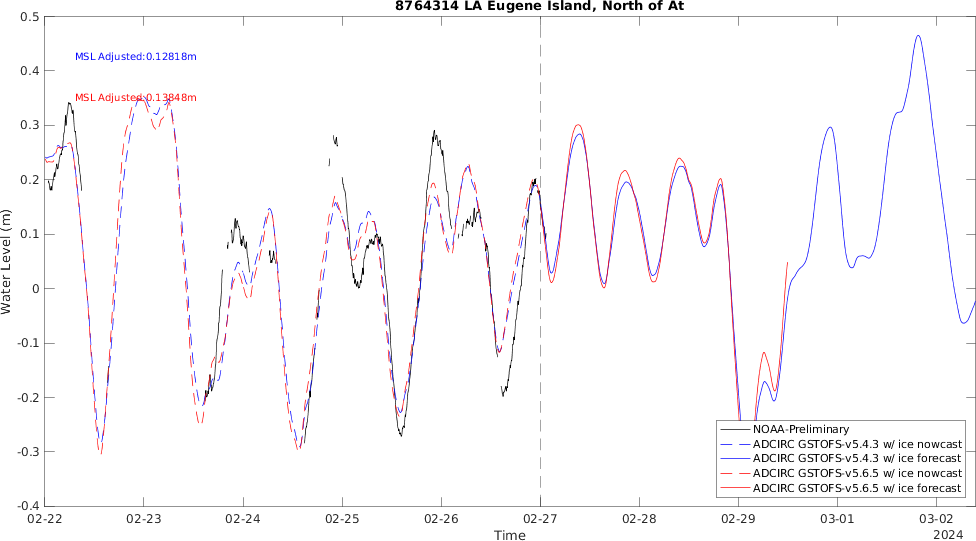 8764314 LA Eugene Island, North of At
MSL Adjusted:0.12818m
MSL Adjusted:0.13848m
Water Level (m)
0.5
0.4
0.3
0.2
0.1
0
-0.1
-0.2
-0.3
-0.4
NOAA-Preliminary
ADCIRC GSTOFS-v5.4.3 w/ ice nowcast
ADCIRC GSTOFS-v5.4.3 w/ ice forecast
ADCIRC GSTOFS-v5.6.5 w/ ice nowcast
ADCIRC GSTOFS-v5.6.5 w/ ice forecast
02-22 02-23 02-24 02-25 02-26 02-27 02-28 02-29 03-01 03-02
2024
Time